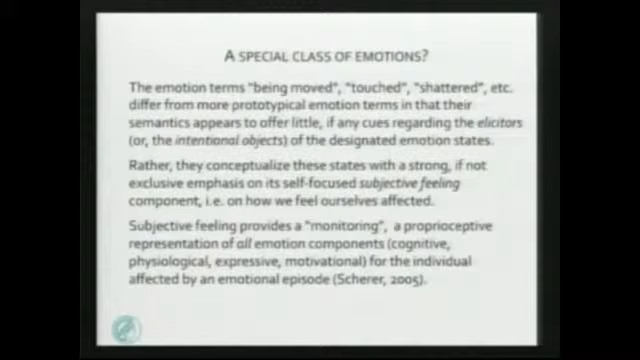 A SPECIAL CLASS OF EMOTIONS?
The emotion terms "being moved", "touched", "shattered", etc.
differ from more prototypical emotion terms in that their
semantics appears to offer little, if any cues regarding the elicitors
(or, the intentional objects) of the designated emotion states.
Rather, they conceptualize these states with a strong, if not
exclusive emphasis on its self-focused subjective feeling
component, i.e. on how we feel ourselves affected.
Subjective feeling provides a "monitoring", a proprioceptive
representation of all emotion components (cognitive,
physiological, expressive, motivational) for the individual
affected by an emotional episode (Scherer, 2005).